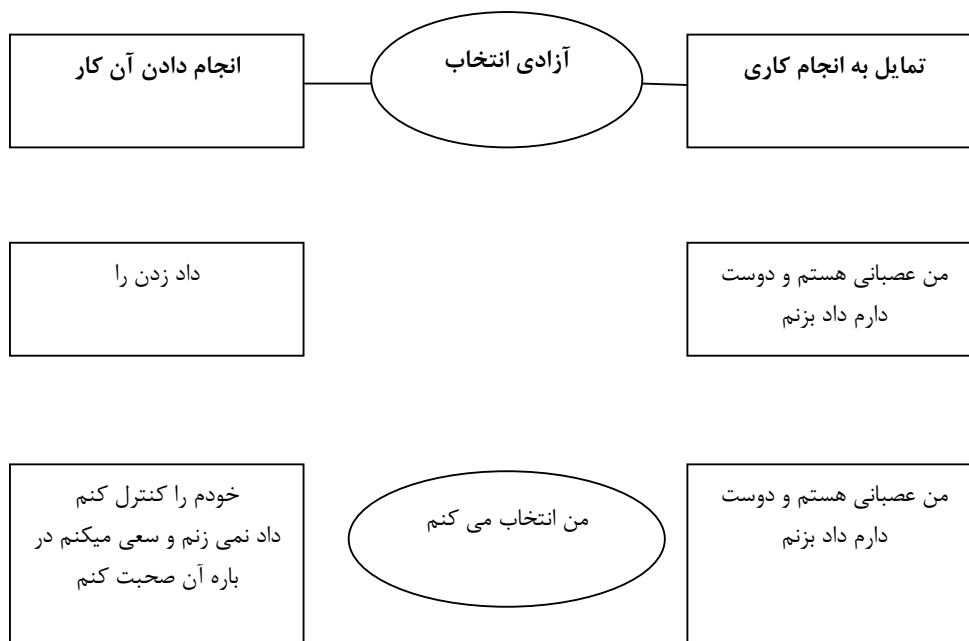 تمایل به انجام کاری
آزادی انتخاب
انجام دادن آن کار
من عصبانی هستم و دوست
دارم داد بزنم
داد زدن را
من عصبانی هستم و دوست
دارم داد بزنم
من انتخاب می کنم
خودم را کنترل کنم
داد نمی زنم و سعی میکنم در
باره آن صحبت کنم